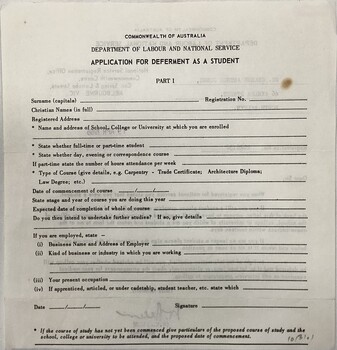 COMMONWEALTH OF AUSTRALIA
DEPARTMENT OF LABOUR AND NATIONAL SERVICE
APPLICATION FOR DEFERMENT AS A STUDENT
PART I
Surname (capitals) Registration No.
Christian Names (in full)
Registered Address
* Name and address of School, College or University at which you are enrolled
* State whether full-time or part-time student
* State whether day, evening or correspondence course
If part-time state the number of hours attendance per week
* Type of Course (give details, e.g. Carpentry - Trade Certificate; Architecture Diploma;
Law Degree; etc.)
Date of commencement of course / /
State stage and year of course you are doing this year
Expected date of completion of whole of course
Do you then intend to undertake further studies? If so, give details
If you are employed, state –
(i) Business Name and Address of Employer
(ii) Kind of business or industry in which you are working
(iii) Your present occupation
(iv) If apprenticed, articled, or under cadetship, student teacher, etc. state which
Date / / Signature
* If the course of study has not yet been commenced give particulars of the proposed course of study and the
school, college or university to be attended, and the proposed date of commencement.